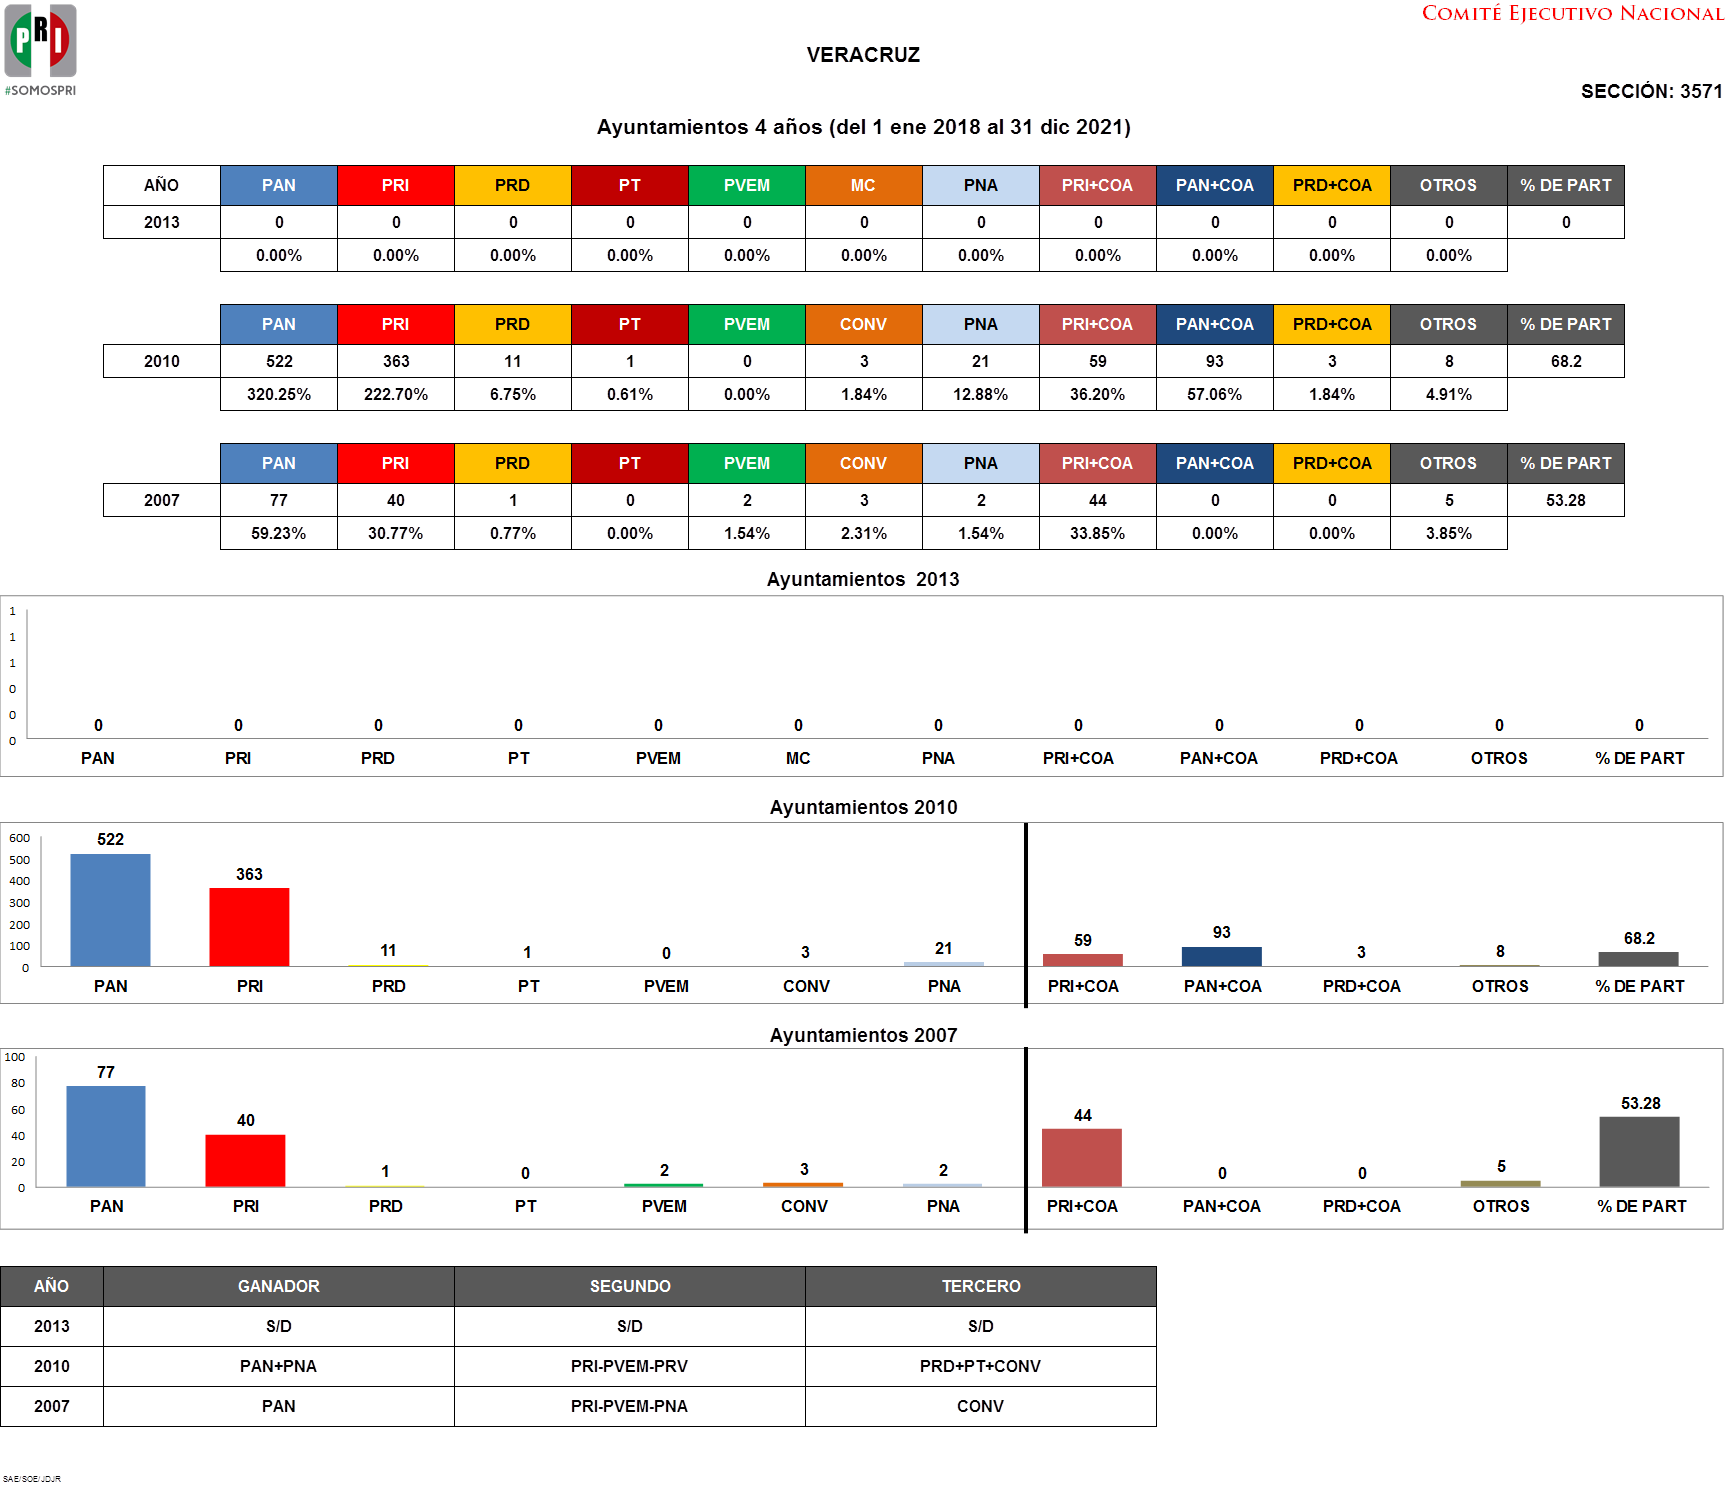 COMITÉ EJECUTIVO NACIONAL
PRI
#SOMOSPRI
VERACRUZ
SECCIÓN: 3571
Ayuntamientos 4 años (del 1 ene 2018 al 31 dic 2021)
AÑO PAN PRI PRD PT PVEM MC PNA PRI+COA PAN+COA PRD+COA OTROS % DE PART
2013 0 0 0 0 0 0 0 0 0 0 0 0
0.00% 0.00% 0.00% 0.00% 0.00% 0.00% 0.00% 0.00% 0.00% 0.00% 0.00%
PAN PRI PRD PT PVEM CONV PNA PRI+COA PAN+COA PRD+COA OTROS % DE PART
2010 522 363 11 1 0 3 21 59 93 3 8 68.2
320.25% 222.70% 6.75% 0.61% 0.00% 1.84% 12.88% 36.20% 57.06% 1.84% 4.91%
PAN PRI PRD PT PVEM CONV PNA PRI+COA PAN+COA PRD+COA OTROS % DE PART
2007 77 40 1 0 2 3 2 44 0 0 5 53.28
59.23% 30.77% 0.77% 0.00% 1.54% 2.31% 1.54% 33.85% 0.00% 0.00% 3.85%
Ayuntamientos 2013
1
1
1
0
0
0
0 0 0 0 0 0 0 0 0 0 0 0
PAN PRI PRD PT PVEM MC PNA PRI+COA PAN+COA PRD+COA OTROS % DE PART
Ayuntamientos 2010
600
500
400
300
200
100
0
522 363 11 1 0 3 21 59 93 3 8 68.2
PAN PRI PRD PT PVEM CONV PNA PRI+COA PAN+COA PRD+COA OTROS % DE PART
Ayuntamientos 2007
100
80
60
40
20
0
77 40 1 0 2 3 2 44 0 0 5 53.28
PAN PRI PRD PT PVEM CONV PNA PRI+COA PAN+COA PRD+COA OTROS % DE PART
AÑO GANADOR SEGUNDO TERCERO
2013 S/D S/D S/D
2010 PAN+PNA PRI-PVEM-PRV PRD+PT+CONV
2007 PAN PRI-PVEM-PNA CONV
SAE/SOE/JDJR